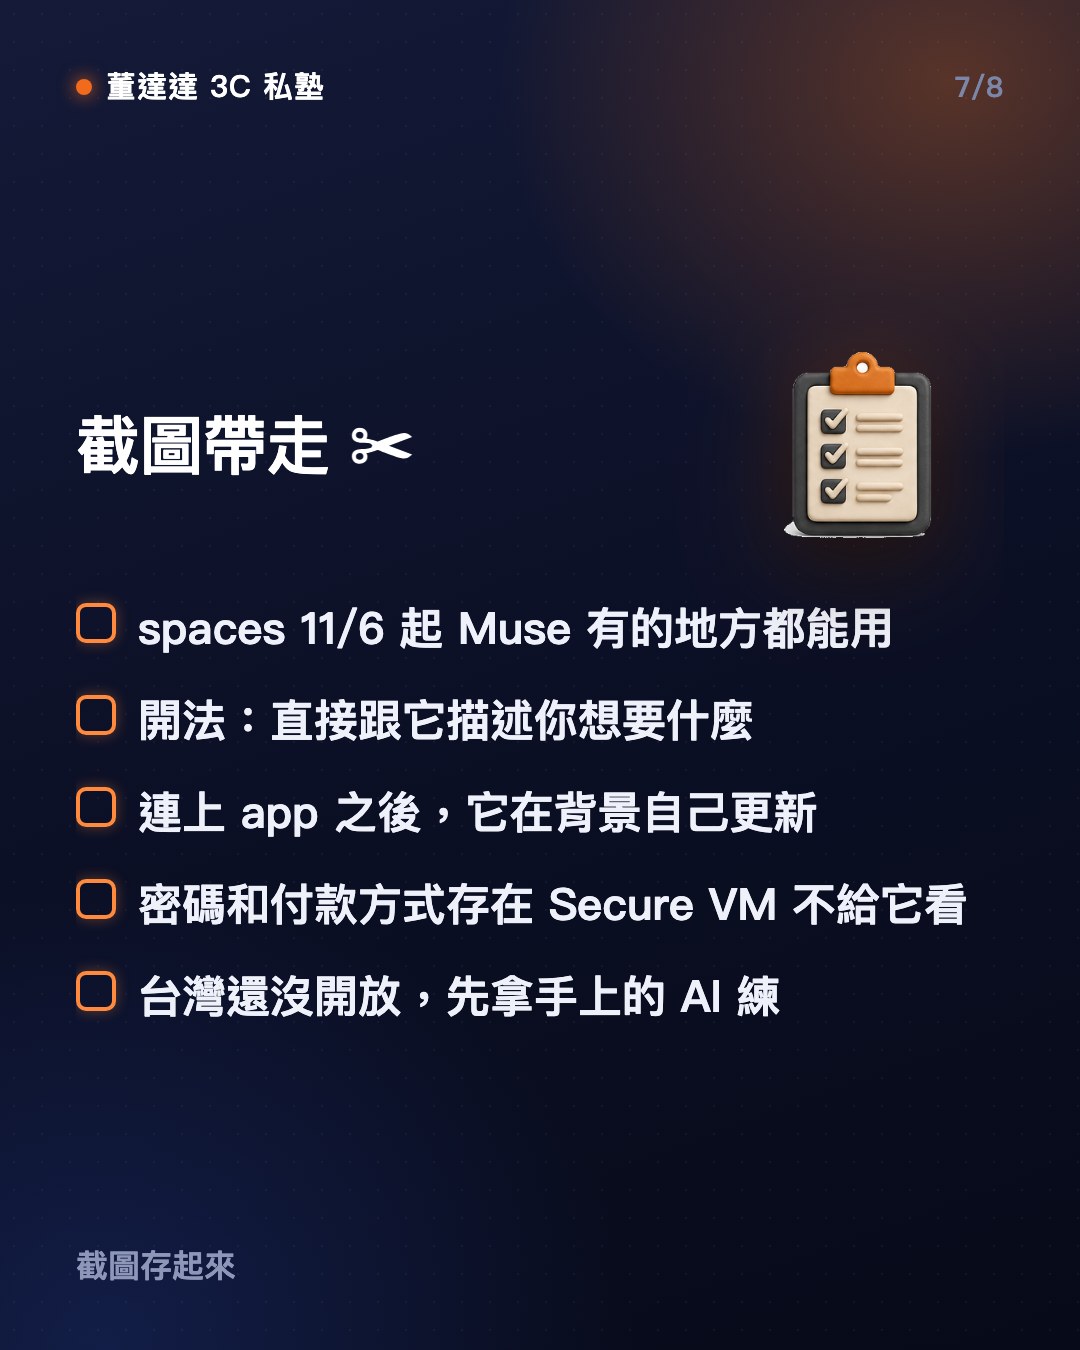 董達達 3C 私塾
7/8
截圖帶走 ✂
spaces 11/6 起 Muse 有的地方都能用
開法：直接跟它描述你想要什麼
連上 app 之後，它在背景自己更新
密碼和付款方式存在 Secure VM 不給它看
台灣還沒開放，先拿手上的 AI 練
截圖存起來